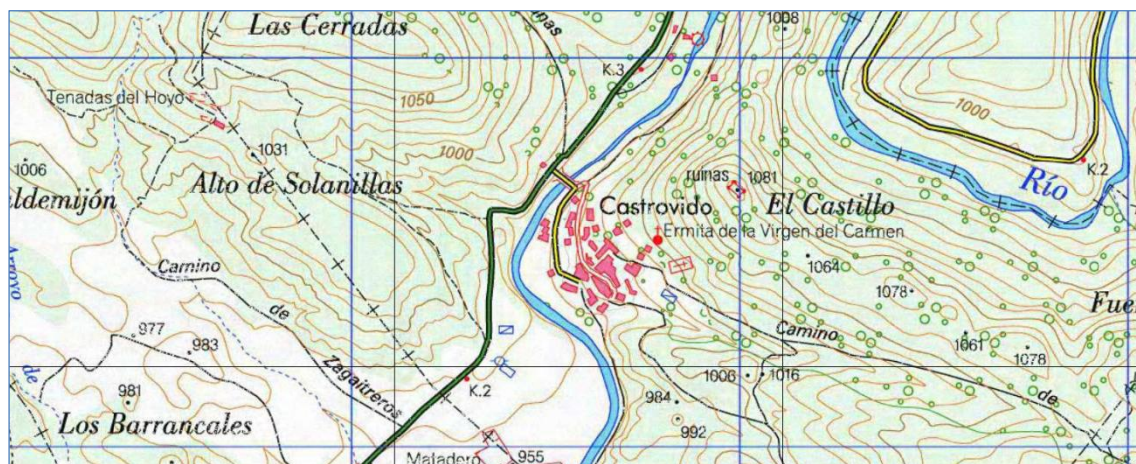 Las Cerradas
1008
K.3
Tenadas del Hoyo
1050
1000
1000
1031
1006
K.2
Alto de Solanillas
ruinas
1081
Río
Castrovido
El Castillo
Ermita de la Virgen del Carmen
Camino
1064
de
1078
977
Camino
983
1061
1078
Zagaitreros
1006
1016
de
K.2
de
981
984
Los Barrancales
992
Matadero
955